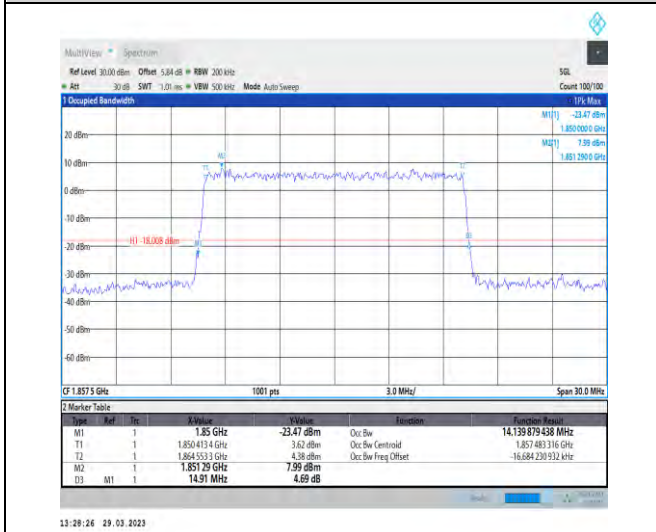 MultiView Spectrum
Ref Level 30.00 dBm Offset 5.84 dB RBW 200 kHz SGL
Att 30 dB SWT 1.01 ms VBW 500 kHz Mode Auto Sweep Count 100/100
1 Occupied Bandwidth 1Pk Max
M1[1] -23.47 dBm
1.850 000 0 GHz
M2[1] 7.99 dBm
1.851 290 0 GHz
20 dBm
10 dBm
M2
T1 T2
0 dBm
-10 dBm
H1 -18.008 dBm
M1 D3
-20 dBm
-30 dBm
-40 dBm
-50 dBm
-60 dBm
CF 1.857 5 GHz 1001 pts 3.0 MHz/ Span 30.0 MHz
2 Marker Table
Type Ref Trc X-Value Y-Value Function Function Result
M1 1 1.85 GHz -23.47 dBm Occ Bw 14.139 879 438 MHz
T1 1 1.850 413 4 GHz 3.62 dBm Occ Bw Centroid 1.857 483 316 GHz
T2 1 1.864 553 3 GHz 4.38 dBm Occ Bw Freq Offset -16.684 230 932 kHz
M2 1 1.851 29 GHz 7.99 dBm
D3 M1 1 14.91 MHz 4.69 dB
Ready
13:28:26 29.03.2023